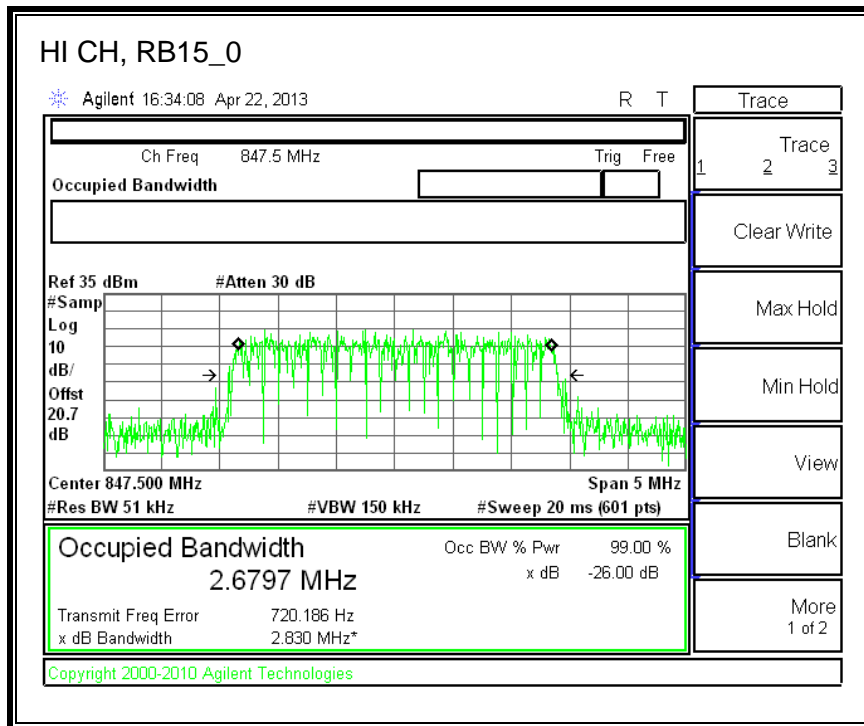 HI CH, RB15_0
Agilent 16:34:08 Apr 22, 2013 R T
Trace
Ch Freq 847.5 MHz Trig Free
Occupied Bandwidth
Trace
1 2 3
Clear Write
Max Hold
Min Hold
View
Blank
More
1 of 2
Ref 35 dBm #Atten 30 dB
#Samp
Log
10
dB/
Offst
20.7
dB
Center 847.500 MHz Span 5 MHz
#Res BW 51 kHz #VBW 150 kHz #Sweep 20 ms (601 pts)
Occupied Bandwidth Occ BW % Pwr 99.00 %
2.6797 MHz x dB -26.00 dB
Transmit Freq Error 720.186 Hz
x dB Bandwidth 2.830 MHz*
Copyright 2000-2010 Agilent Technologies